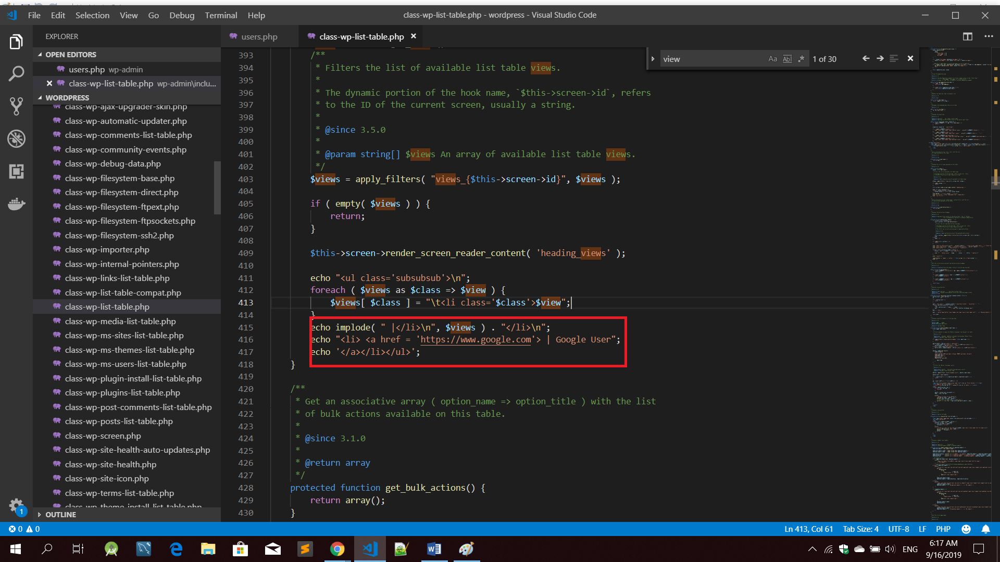 File Edit Selection View Go Debug Terminal Help
class-wp-list-table.php - wordpress - Visual Studio Code
EXPLORER
OPEN EDITORS
users.php wp-admin
class-wp-list-table.php wp-admin\inclu...
WORDPRESS
class-wp-ajax-upgrader-skin.php
class-wp-automatic-updater.php
class-wp-comments-list-table.php
class-wp-community-events.php
class-wp-debug-data.php
class-wp-filesystem-base.php
class-wp-filesystem-direct.php
class-wp-filesystem-ftpext.php
class-wp-filesystem-ftpsockets.php
class-wp-filesystem-ssh2.php
class-wp-importer.php
class-wp-internal-pointers.php
class-wp-links-list-table.php
class-wp-list-table-compat.php
class-wp-list-table.php
class-wp-media-list-table.php
class-wp-ms-sites-list-table.php
class-wp-ms-themes-list-table.php
class-wp-ms-users-list-table.php
class-wp-plugin-install-list-table.php
class-wp-plugins-list-table.php
class-wp-post-comments-list-table.php
class-wp-posts-list-table.php
class-wp-screen.php
class-wp-site-health-auto-updates.php
class-wp-site-health.php
class-wp-site-icon.php
class-wp-terms-list-table.php
class-wp-theme-install-list-table.php
OUTLINE
users.php class-wp-list-table.php
view Aa Abl .* 1 of 30
393 /**
394 * Filters the list of available list table views.
395 *
396 * The dynamic portion of the hook name, `$this->screen->id`, refers
397 * to the ID of the current screen, usually a string.
398 *
399 * @since 3.5.0
400 *
401 * @param string[] $views An array of available list table views.
402 */
403 $views = apply_filters( "views_{$this->screen->id}", $views );
404
405 if ( empty( $views ) ) {
406 return;
407 }
408
409 $this->screen->render_screen_reader_content( 'heading_views' );
410
411 echo "<ul class='subsubsub'>\n";
412 foreach ( $views as $class => $view ) {
413 $views[ $class ] = "\t<li class='$class'>$view";
414 }
415 echo implode( " |</li>\n", $views ) . "</li>\n";
416 echo "<li> <a href = 'https://www.google.com'> | Google User";
417 echo '</a></li></ul>';
418 }
419
420 /**
421 * Get an associative array ( option_name => option_title ) with the list
422 * of bulk actions available on this table.
423 *
424 * @since 3.1.0
425 *
426 * @return array
427 */
428 protected function get_bulk_actions() {
429 return array();
430 }
1
0 0
Ln 413, Col 61 Tab Size: 4 UTF-8 LF PHP
ENG
6:17 AM
9/16/2019